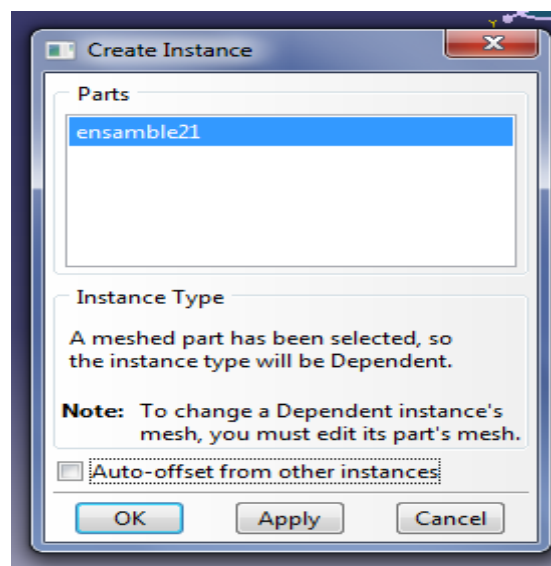 Y
Create Instance
Parts
ensamble21
Instance Type
A meshed part has been selected, so
the instance type will be Dependent.
Note: To change a Dependent instance's
mesh, you must edit its part's mesh.
Auto-offset from other instances
OK Apply Cancel